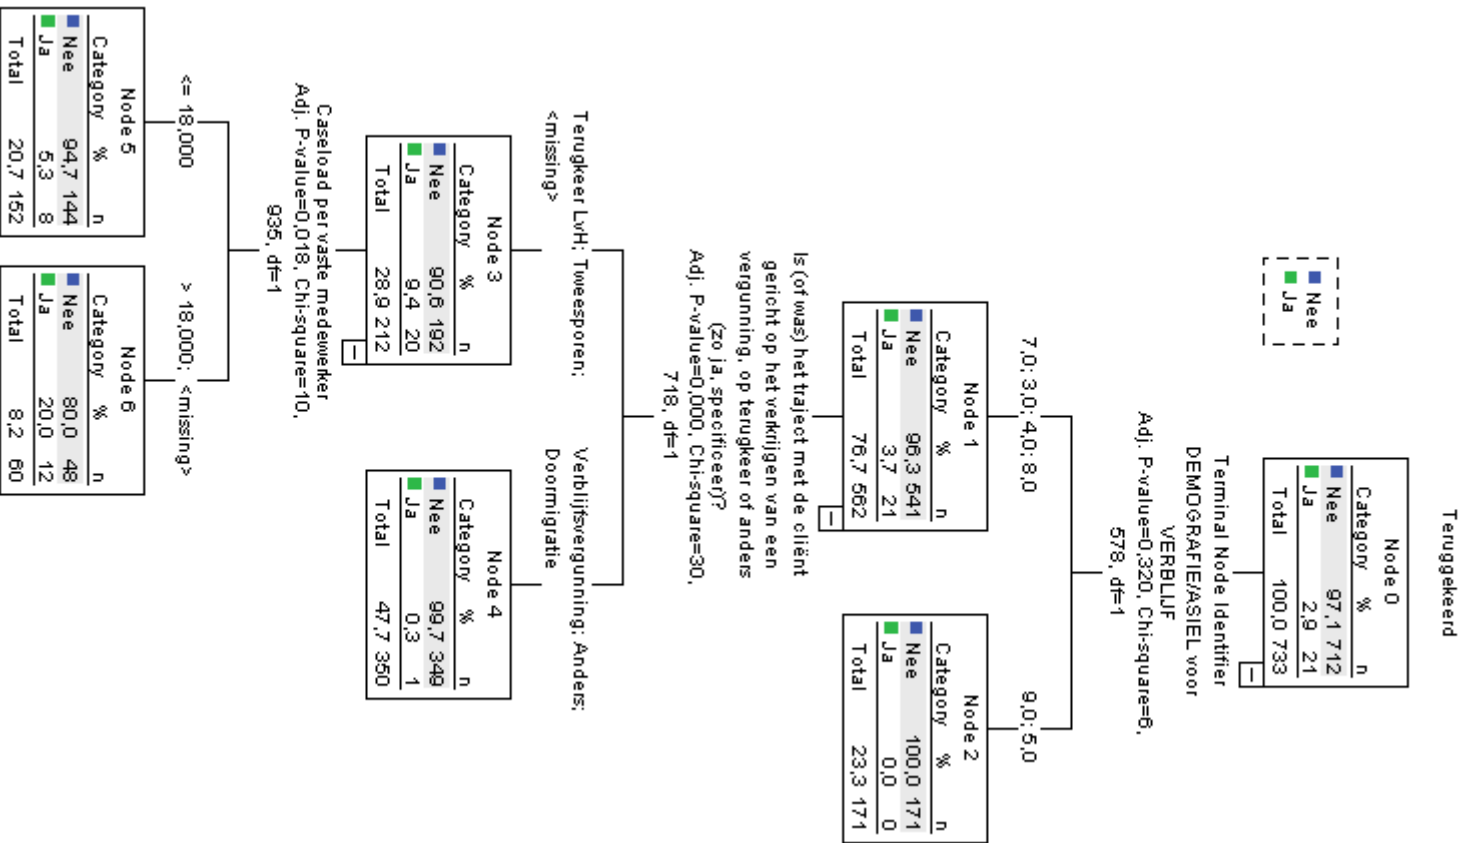 Teruggekeerd
Nee
Ja
Node 0
Category % n
Nee 97,1 712
Ja 2,9 21
Total 100,0 733
Terminal Node Identifier
DEMOGRAFIE/ASIEL voor
VERBLIJF
Adj. P-value=0,320, Chi-square=6,
578, df=1
7,0; 3,0; 4,0; 8,0
9,0; 5,0
Node 1
Category % n
Nee 96,3 541
Ja 3,7 21
Total 76,7 562
Node 2
Category % n
Nee 100,0 171
Ja 0,0 0
Total 23,3 171
Is (of was) het traject met de cliënt
gericht op het verkrijgen van een
vergunning, op terugkeer of anders
(zo ja, specificeer)?
Adj. P-value=0,000, Chi-square=30,
718, df=1
Terugkeer LvH; Tweesporen;
<missing>
Verblijfsvergunning; Anders;
Doormigratie
Node 3
Category % n
Nee 90,6 192
Ja 9,4 20
Total 28,9 212
Node 4
Category % n
Nee 99,7 349
Ja 0,3 1
Total 47,7 350
Caseload per vaste medewerker
Adj. P-value=0,018, Chi-square=10,
935, df=1
<= 18,000
> 18,000; <missing>
Node 5
Category % n
Nee 94,7 144
Ja 5,3 8
Total 20,7 152
Node 6
Category % n
Nee 80,0 48
Ja 20,0 12
Total 8,2 60